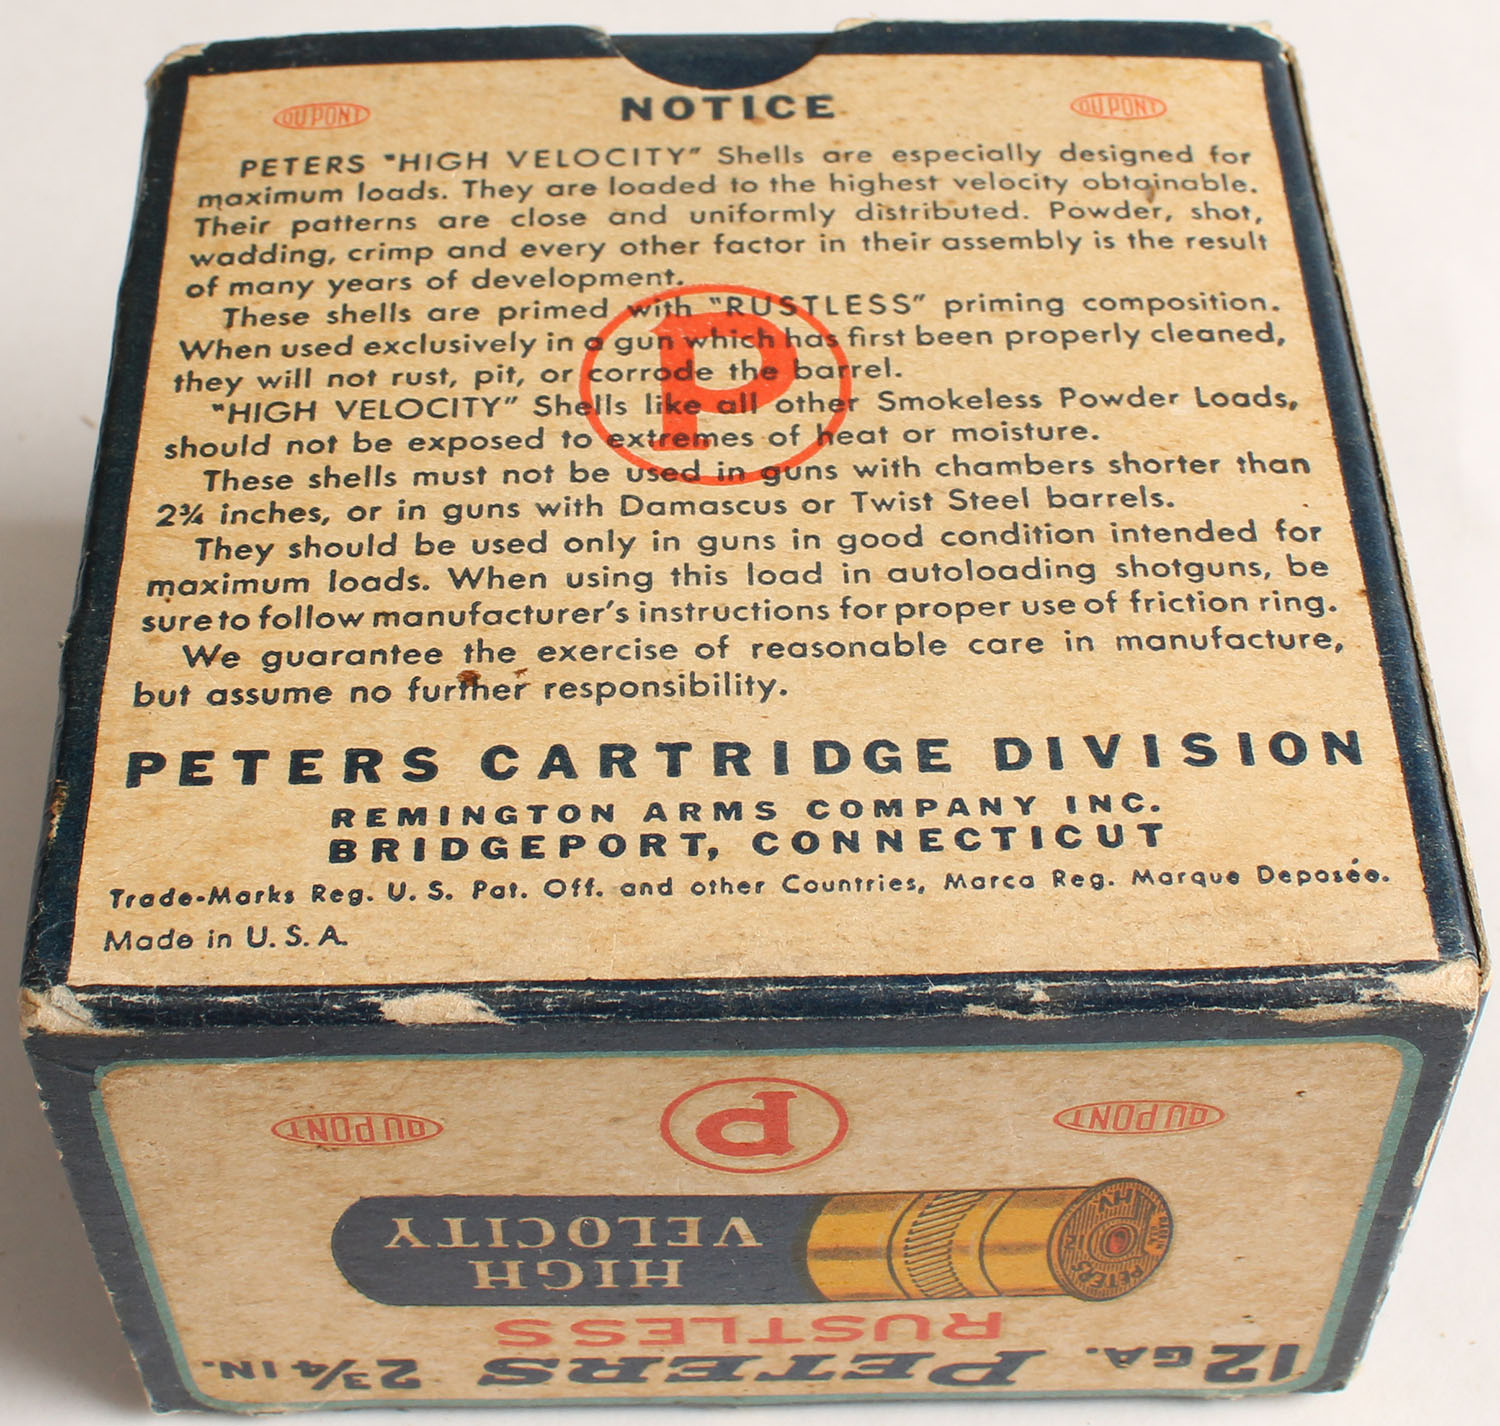 DU PONT NOTICE DU PONT
PETERS "HIGH VELOCITY" Shells are especially designed for
maximum loads. They are loaded to the highest velocity obtainable.
Their patterns are close and uniformly distributed. Powder, shot,
wadding, crimp and every other factor in their assembly is the result
of many years of development.
These shells are primed with "RUSTLESS" priming composition.
When used exclusively in a gun which has first been properly cleaned,
they will not rust, pit, or corrode the barrel.
P
"HIGH VELOCITY" Shells like all other Smokeless Powder Loads,
should not be exposed to extremes of heat or moisture.
These shells must not be used in guns with chambers shorter than
2¾ inches, or in guns with Damascus or Twist Steel barrels.
They should be used only in guns in good condition intended for
maximum loads. When using this load in autoloading shotguns, be
sure to follow manufacturer's instructions for proper use of friction ring.
We guarantee the exercise of reasonable care in manufacture,
but assume no further responsibility.
PETERS CARTRIDGE DIVISION
REMINGTON ARMS COMPANY INC.
BRIDGEPORT, CONNECTICUT
Trade-Marks Reg. U. S. Pat. Off. and other Countries, Marca Reg. Marque Deposée.
Made in U. S. A.
12 GA. PETERS 2¾ IN.
RUSTLESS
HIGH
VELOCITY
PETERS
HV
DU PONT P DU PONT